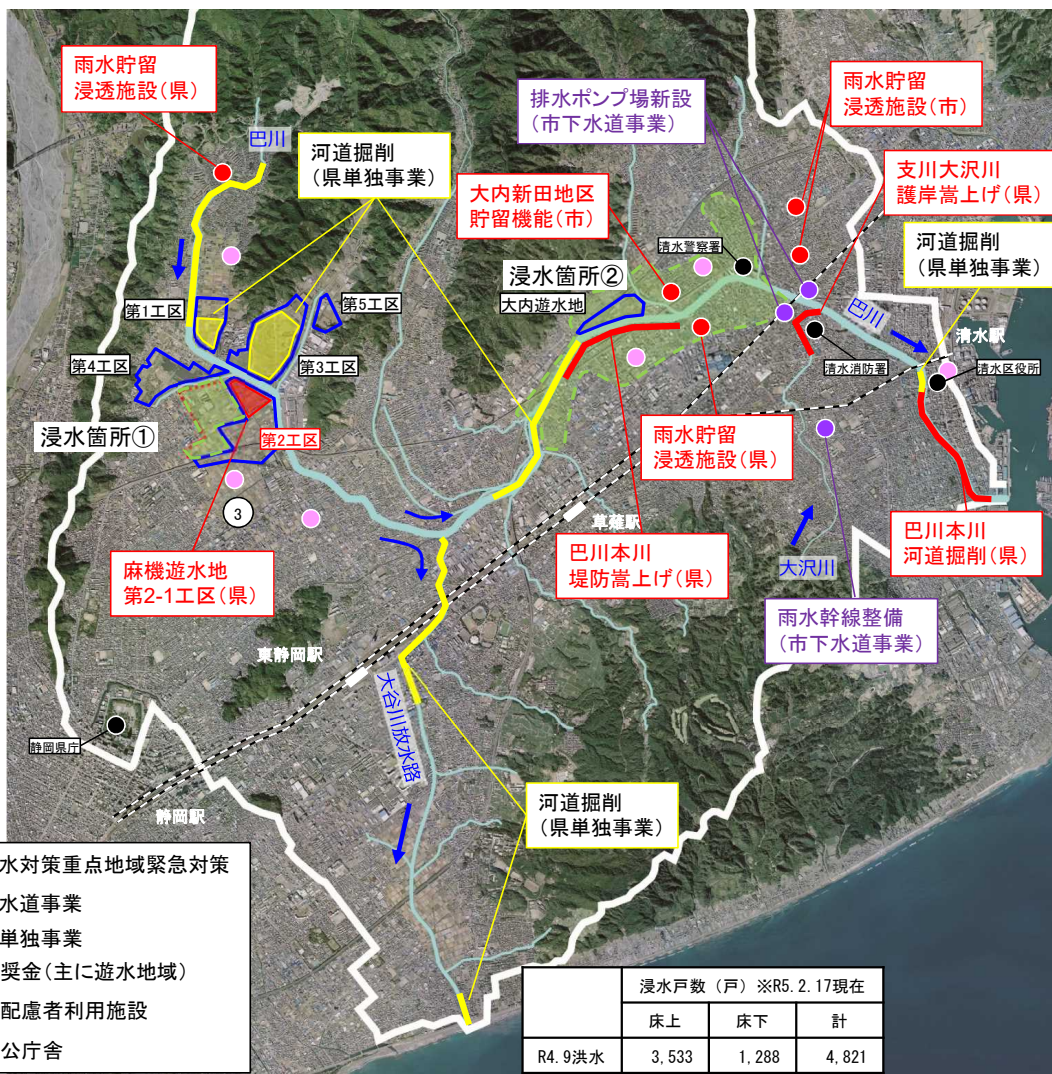 雨水貯留
浸透施設(県)
巴川
河道掘削
(県単独事業)
排水ポンプ場新設
(市下水道事業)
雨水貯留
浸透施設(市)
大内新田地区
貯留機能(市)
支川大沢川
護岸嵩上げ(県)
河道掘削
(県単独事業)
清水警察署
浸水箇所②
大内遊水地
第1工区
第5工区
第4工区
第3工区
第2工区
浸水箇所①
3
麻機遊水地
第2-1工区(県)
巴川
清水駅
清水消防署
清水区役所
雨水貯留
浸透施設(県)
草薙駅
巴川本川
堤防嵩上げ(県)
大沢川
巴川本川
河道掘削(県)
雨水幹線整備
(市下水道事業)
東静岡駅
大谷川放水路
静岡県庁
静岡駅
河道掘削
(県単独事業)
水対策重点地域緊急対策
水道事業
単独事業
奨金(主に遊水地域)
配慮者利用施設
公庁舎
浸水戸数(戸)※R5.2.17現在
床上 床下 計
R4.9洪水 3,533 1,288 4,821